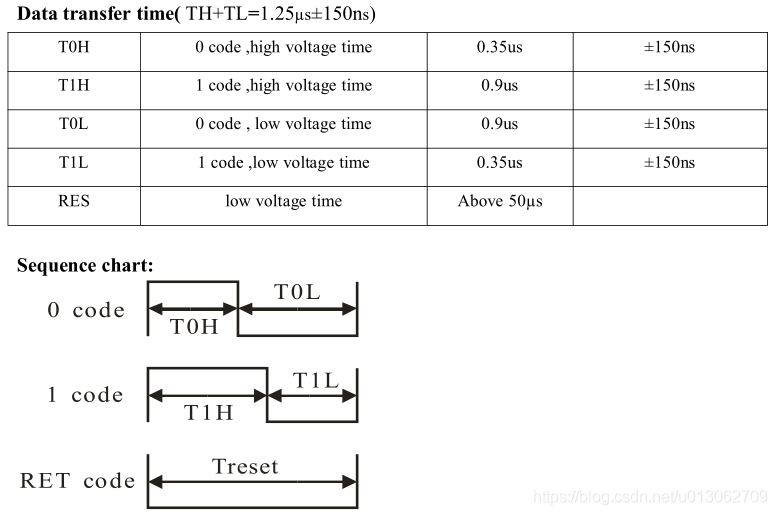 Data transfer time( TH+TL=1.25µs±150ns)
T0H 0 code ,high voltage time 0.35us ±150ns
T1H 1 code ,high voltage time 0.9us ±150ns
T0L 0 code , low voltage time 0.9us ±150ns
T1L 1 code ,low voltage time 0.35us ±150ns
RES low voltage time Above 50µs
Sequence chart:
0 code T0H T0L
1 code T1H T1L
RET code Treset
https://blog.csdn.net/u013062709